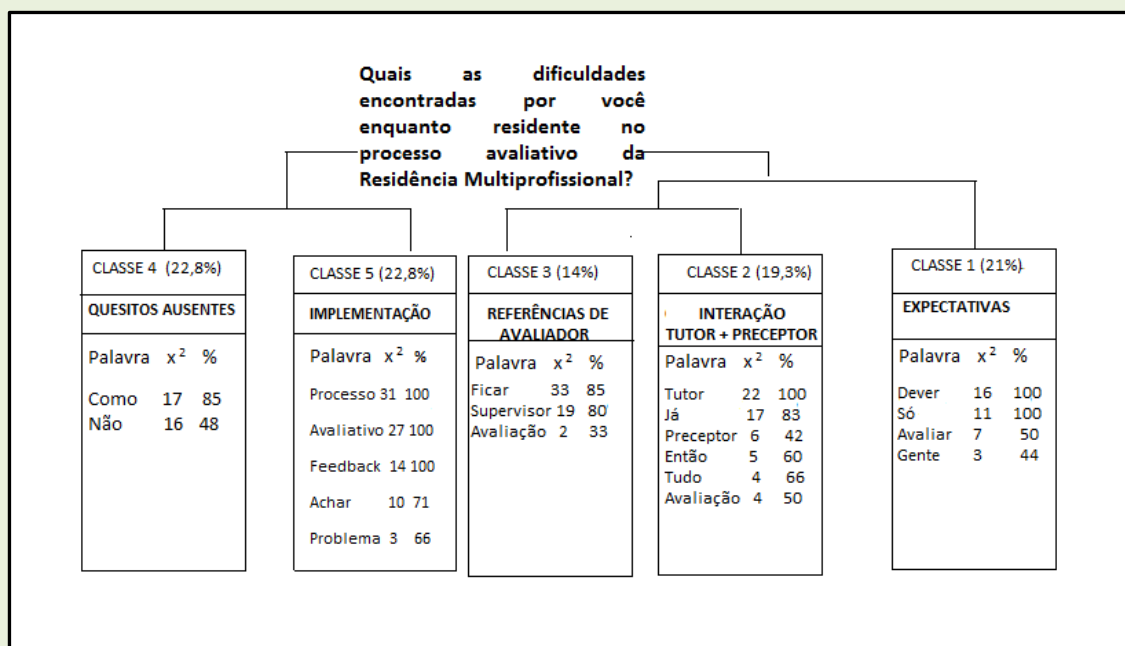 Quais as dificuldades
encontradas por você
enquanto residente no
processo avaliativo da
Residência Multiprofissional?
CLASSE 4 (22,8%)
QUESITOS AUSENTES
Palavra x² %
Como 17 85
Não 16 48
CLASSE 5 (22,8%)
IMPLEMENTAÇÃO
Palavra x² %
Processo 31 100
Avaliativo 27 100
Feedback 14 100
Achar 10 71
Problema 3 66
CLASSE 3 (14%)
REFERÊNCIAS DE
AVALIADOR
Palavra x² %
Ficar 33 85
Supervisor 19 80
Avaliação 2 33
CLASSE 2 (19,3%)
INTERAÇÃO
TUTOR + PRECEPTOR
Palavra x² %
Tutor 22 100
Já 17 83
Preceptor 6 42
Então 5 60
Tudo 4 66
Avaliação 4 50
CLASSE 1 (21%)
EXPECTATIVAS
Palavra x² %
Dever 16 100
Só 11 100
Avaliar 7 50
Gente 3 44